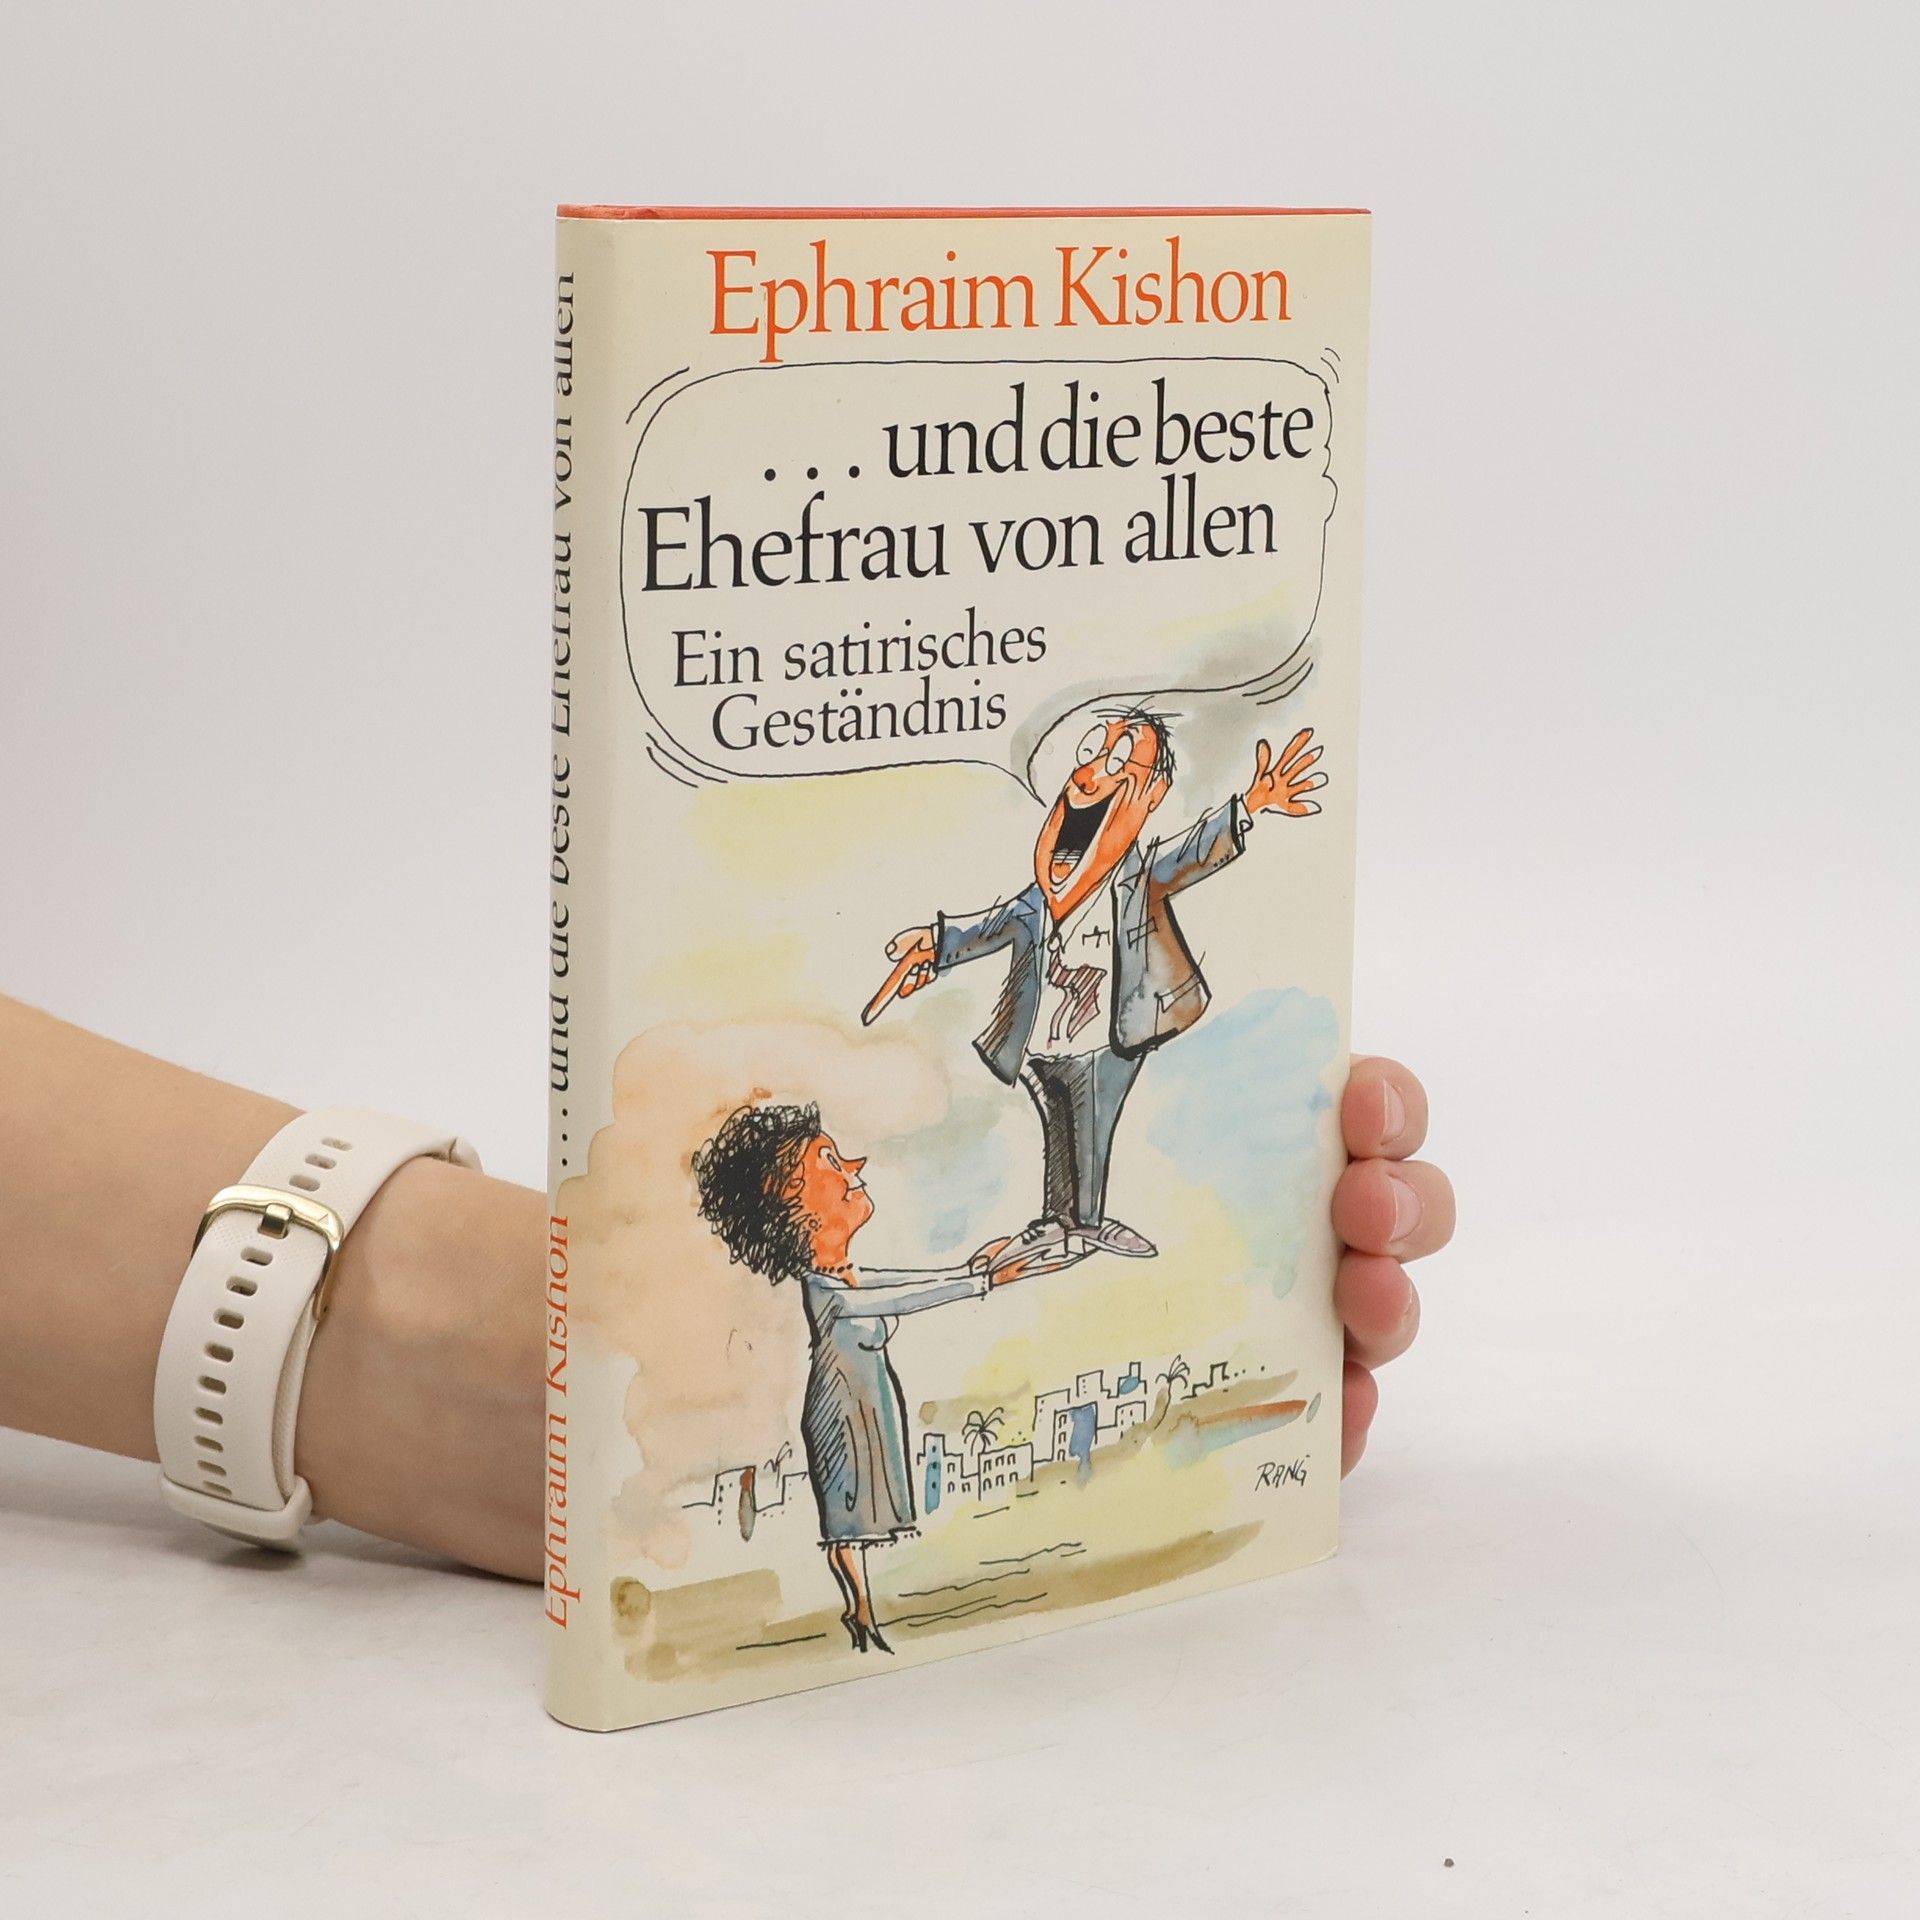 Ephraim Kishon
. . . und die beste
Ehefrau von allen
Ein satirisches
Geständnis
RANG
Ephraim Kishon . . . und die beste Ehefrau von allen